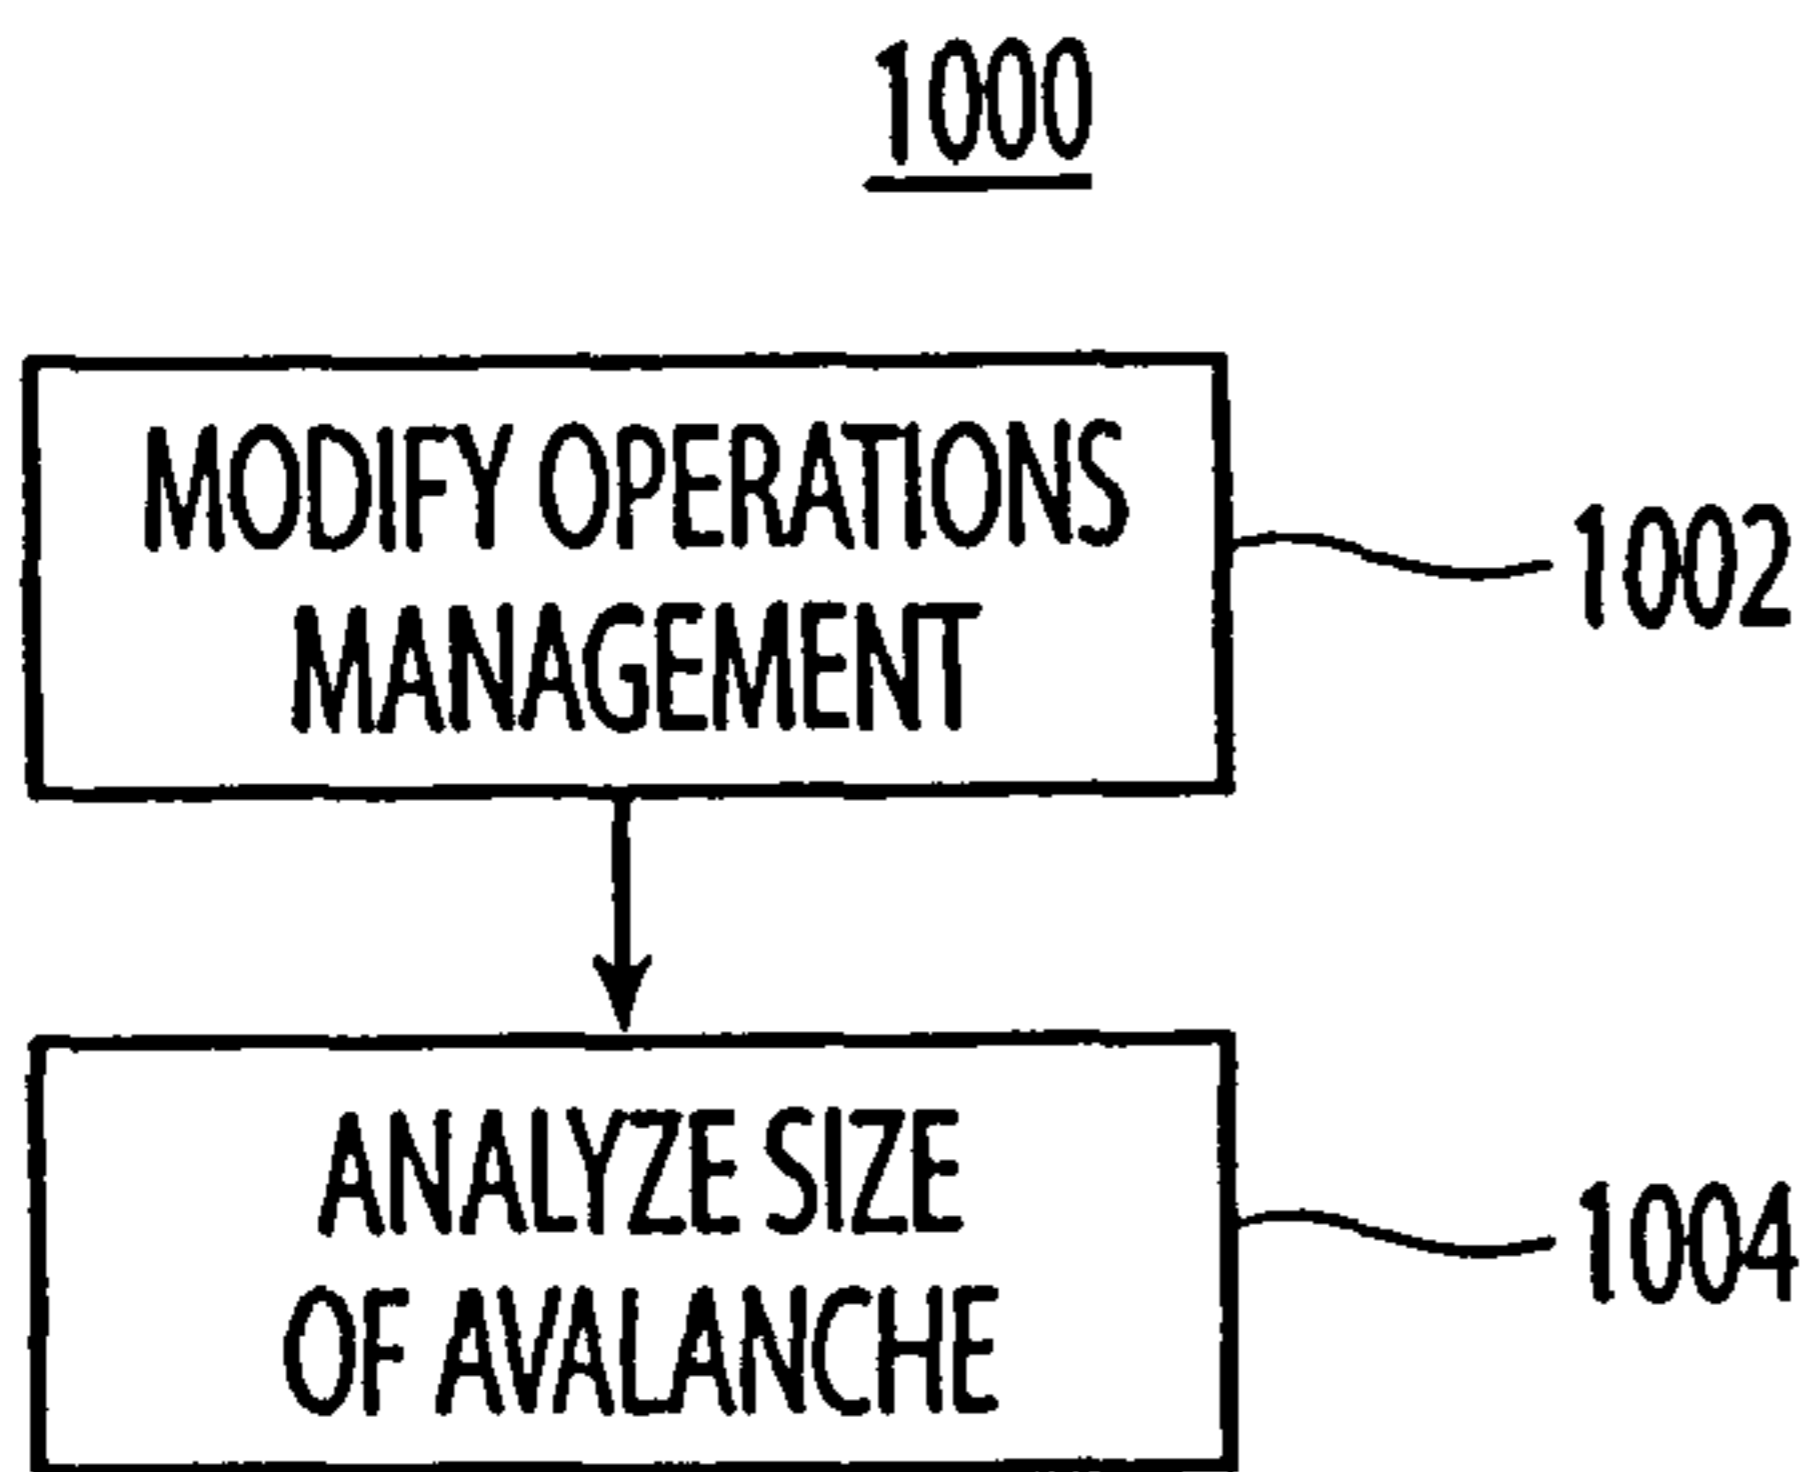 1000
MODIFY OPERATIONS
MANAGEMENT
1002
ANALYZE SIZE
OF AVALANCHE
1004